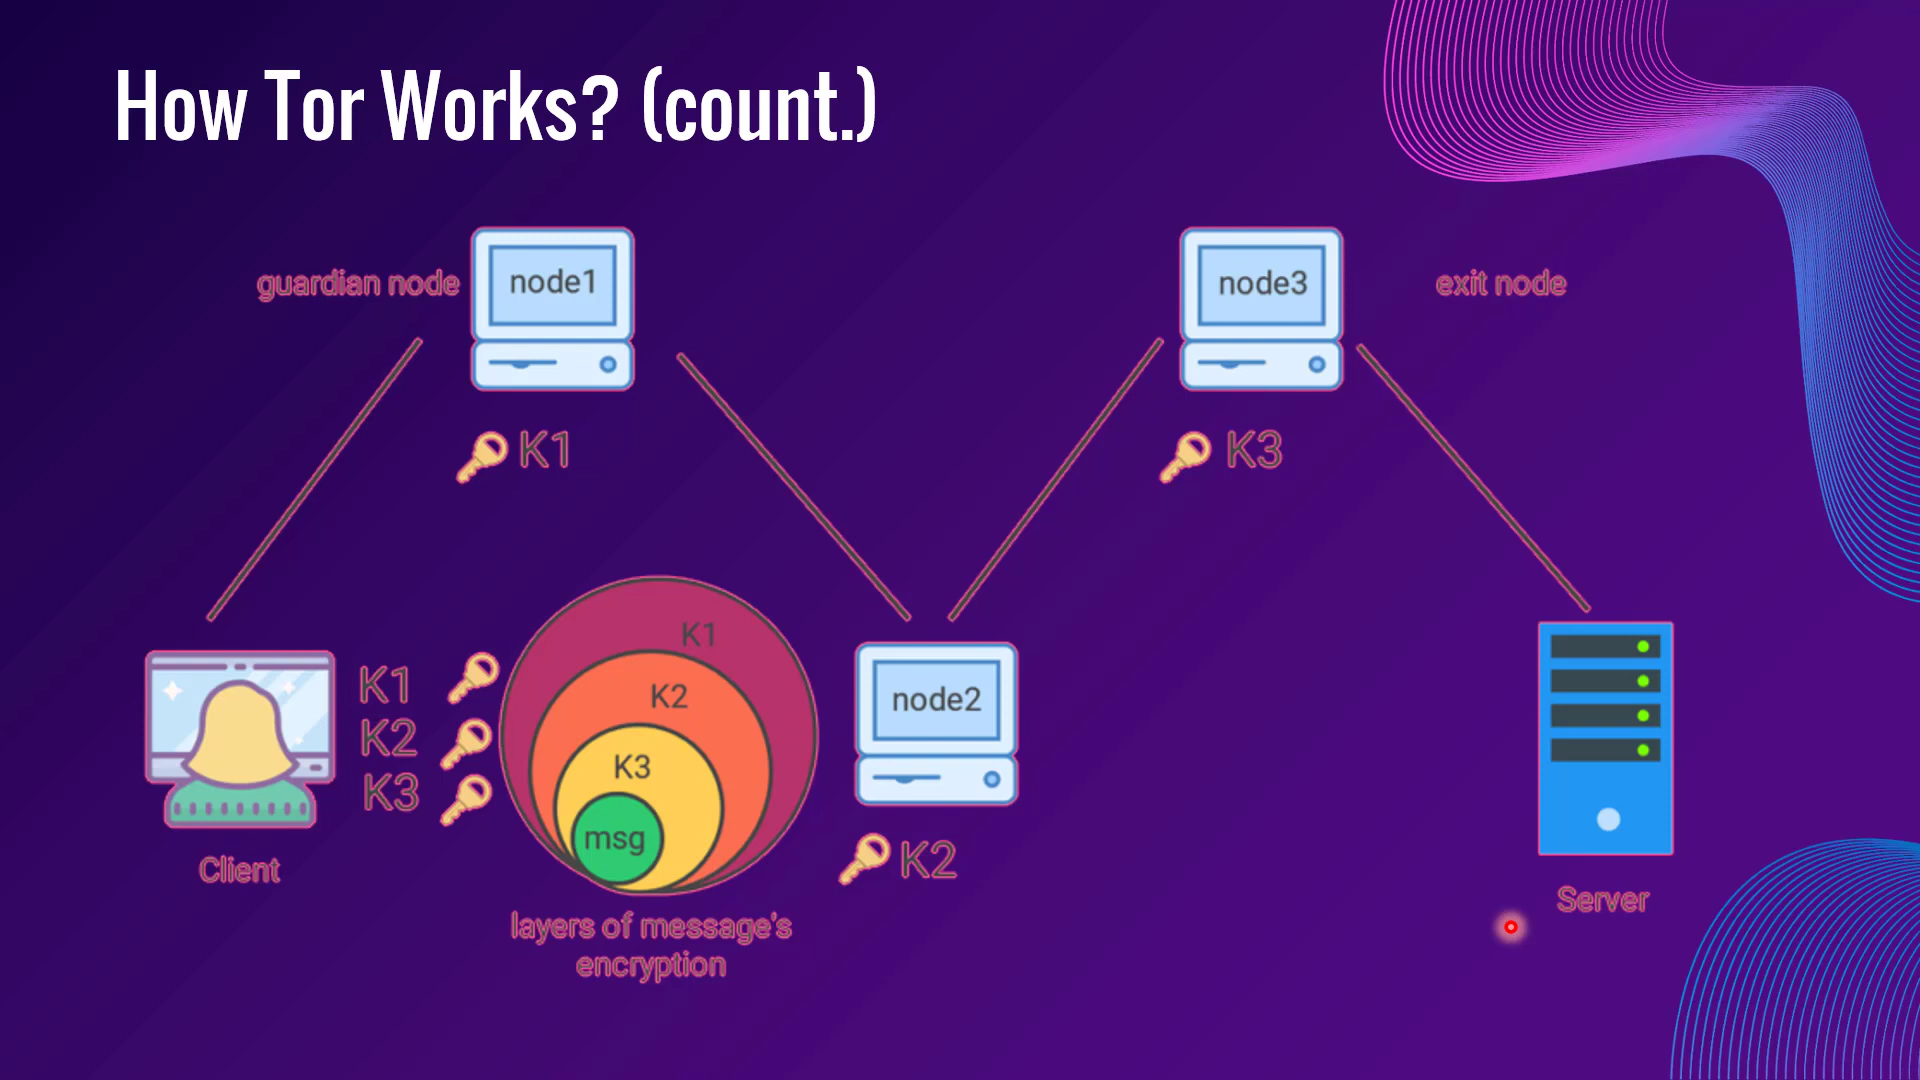 How Tor Works? (count.)
guardian node
node1
node3
exit node
K1
K3
K1
K2
K3
K1
K2
K3
msg
node2
K2
Client
Server
layers of message's
encryption